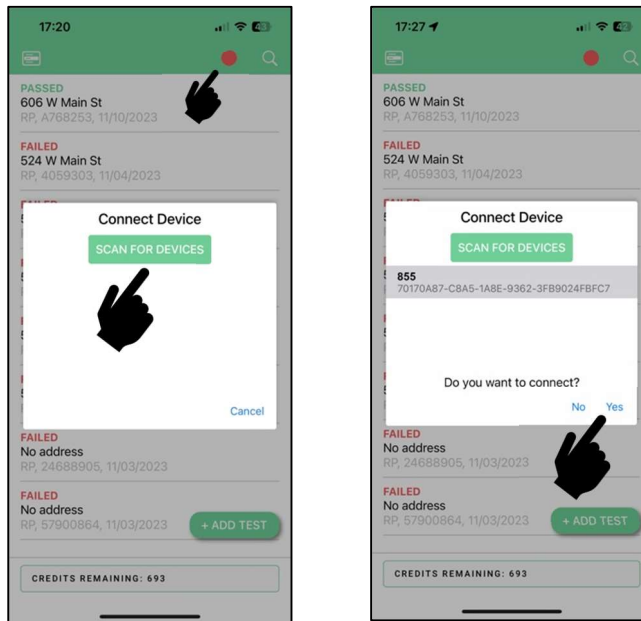 17:20
43
PASSED
606 W Main St
RP, A768253, 11/10/2023
FAILED
524 W Main St
RP, 4059303, 11/04/2023
Connect Device
SCAN FOR DEVICES
Cancel
FAILED
No address
RP, 24688905, 11/03/2023
FAILED
No address
RP, 57900864, 11/03/2023
+ ADD TEST
CREDITS REMAINING: 693
17:27
42
PASSED
606 W Main St
RP, A768253, 11/10/2023
FAILED
524 W Main St
RP, 4059303, 11/04/2023
Connect Device
SCAN FOR DEVICES
855
70170A87-C8A5-1A8E-9362-3FB9024FBFC7
Do you want to connect?
No Yes
FAILED
No address
RP, 24688905, 11/03/2023
FAILED
No address
RP, 57900864, 11/03/2023
+ ADD TEST
CREDITS REMAINING: 693